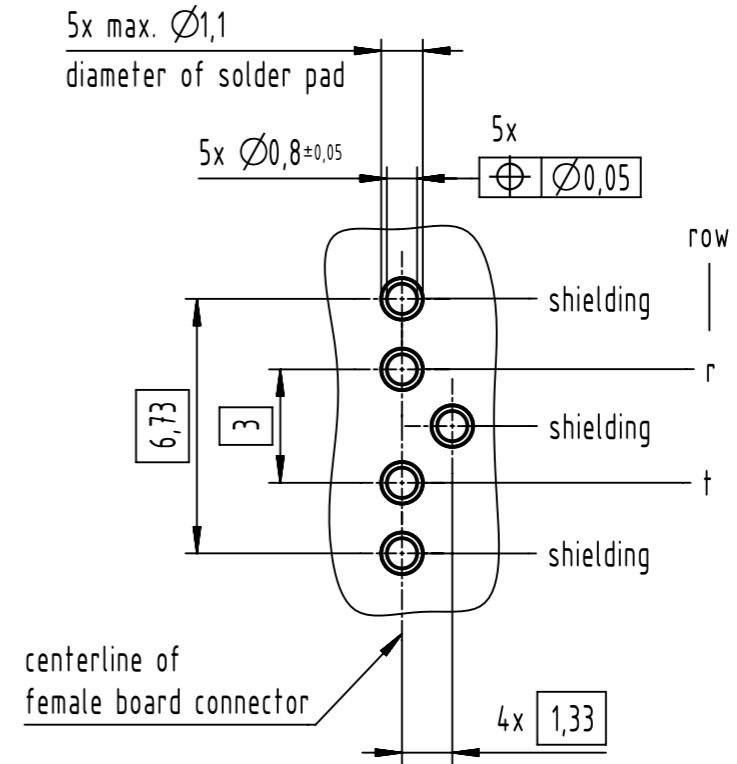 5x max. ∅1,1
diameter of solder pad
5x ∅0,8±0,05
5x
⌖ ∅0,05
row
shielding
r
6,73
3
shielding
t
shielding
centerline of
female board connector
4x 1,33